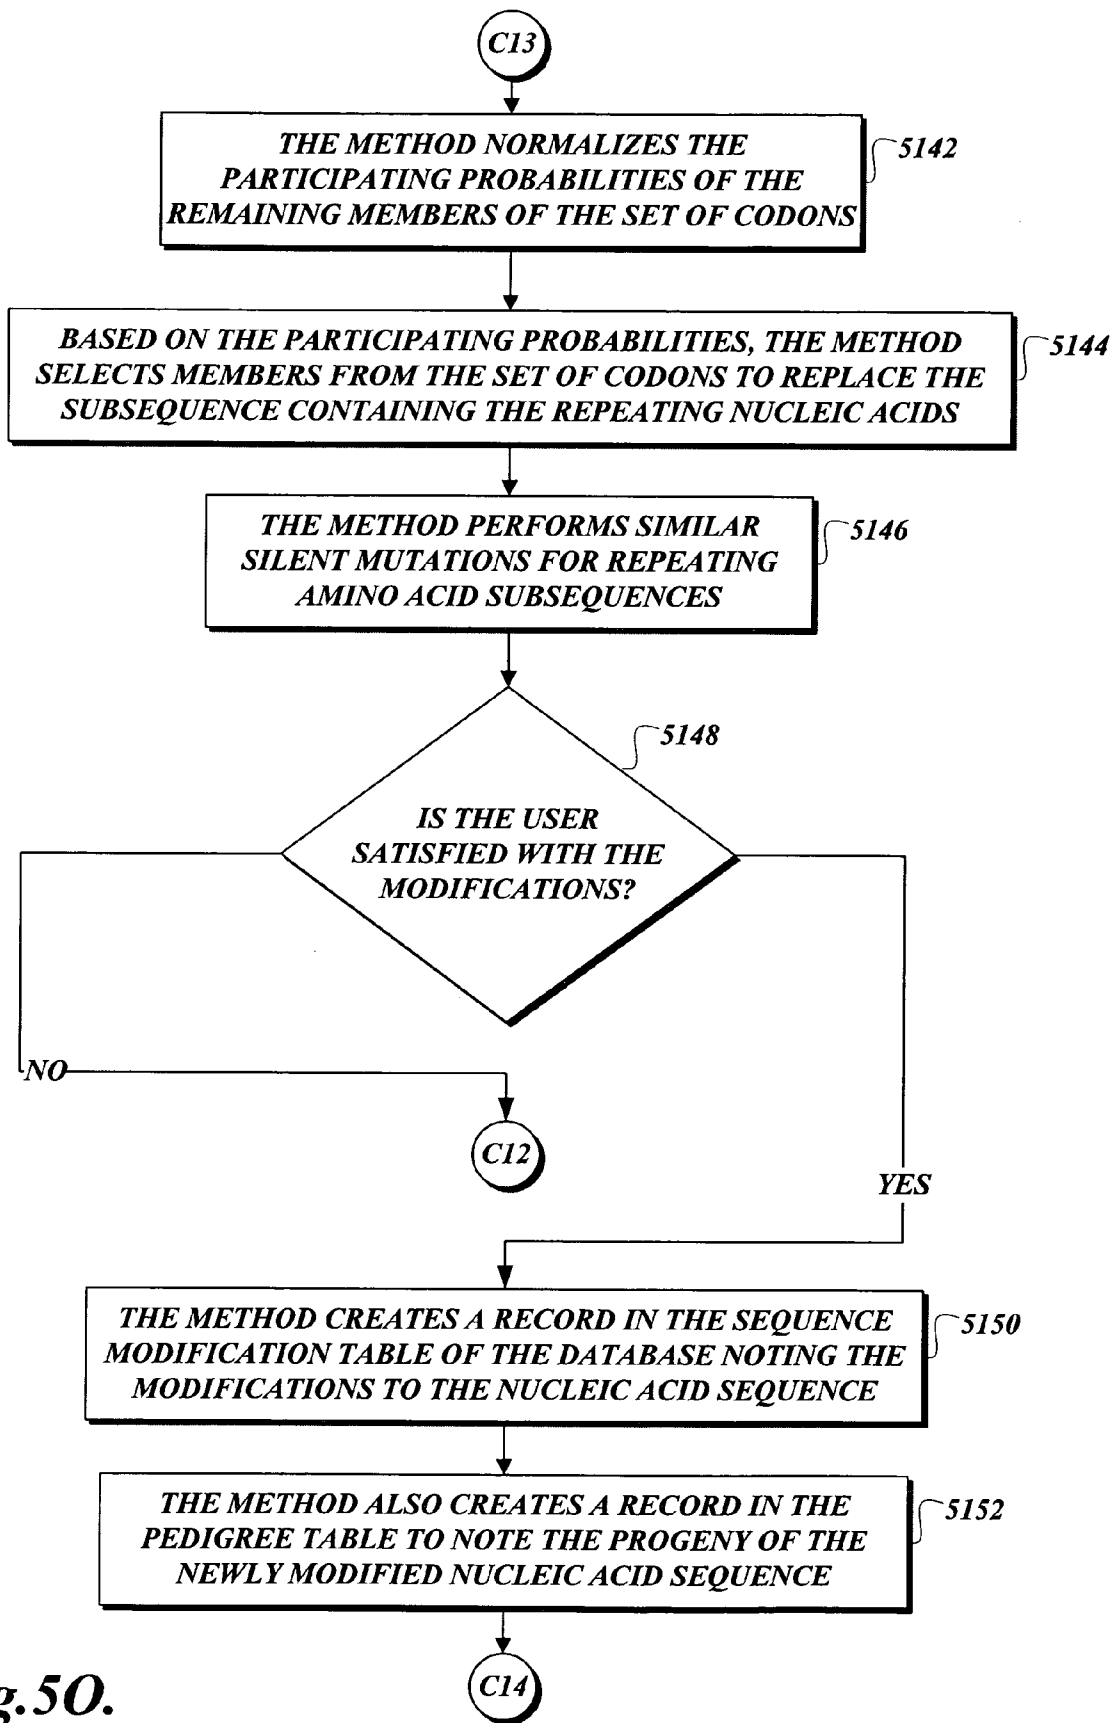 C13
THE METHOD NORMALIZES THE
PARTICIPATING PROBABILITIES OF THE
REMAINING MEMBERS OF THE SET OF CODONS
5142
BASED ON THE PARTICIPATING PROBABILITIES, THE METHOD
SELECTS MEMBERS FROM THE SET OF CODONS TO REPLACE THE
SUBSEQUENCE CONTAINING THE REPEATING NUCLEIC ACIDS
5144
THE METHOD PERFORMS SIMILAR
SILENT MUTATIONS FOR REPEATING
AMINO ACID SUBSEQUENCES
5146
5148
IS THE USER
SATISFIED WITH THE
MODIFICATIONS?
NO
C12
YES
THE METHOD CREATES A RECORD IN THE SEQUENCE
MODIFICATION TABLE OF THE DATABASE NOTING THE
MODIFICATIONS TO THE NUCLEIC ACID SEQUENCE
5150
THE METHOD ALSO CREATES A RECORD IN THE
PEDIGREE TABLE TO NOTE THE PROGENY OF THE
NEWLY MODIFIED NUCLEIC ACID SEQUENCE
5152
C14
g.5O.